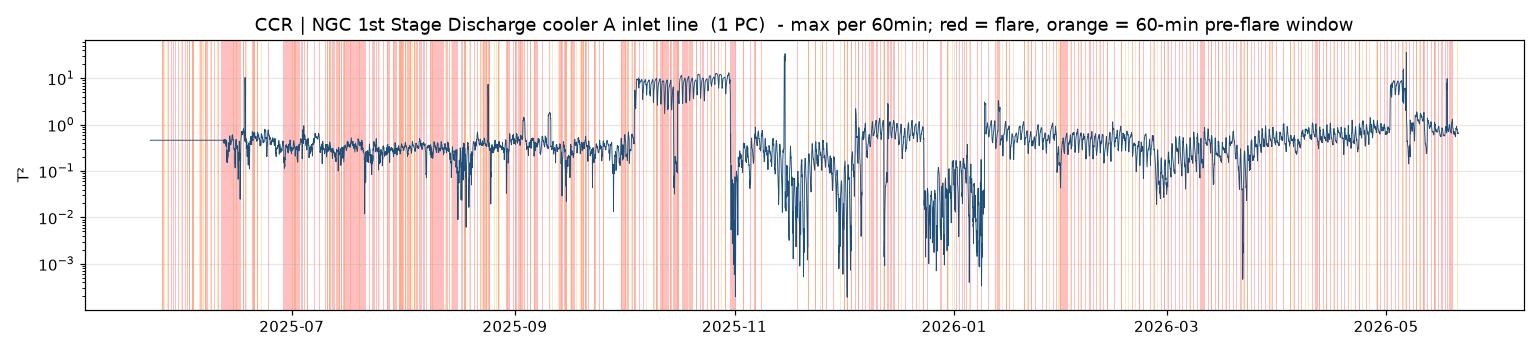 CCR | NGC 1st Stage Discharge cooler A inlet line  (1 PC)  - max per 60min; red = flare, orange = 60-min pre-flare window
T²
10¹
10⁰
10⁻¹
10⁻²
10⁻³
2025-07 2025-09 2025-11 2026-01 2026-03 2026-05